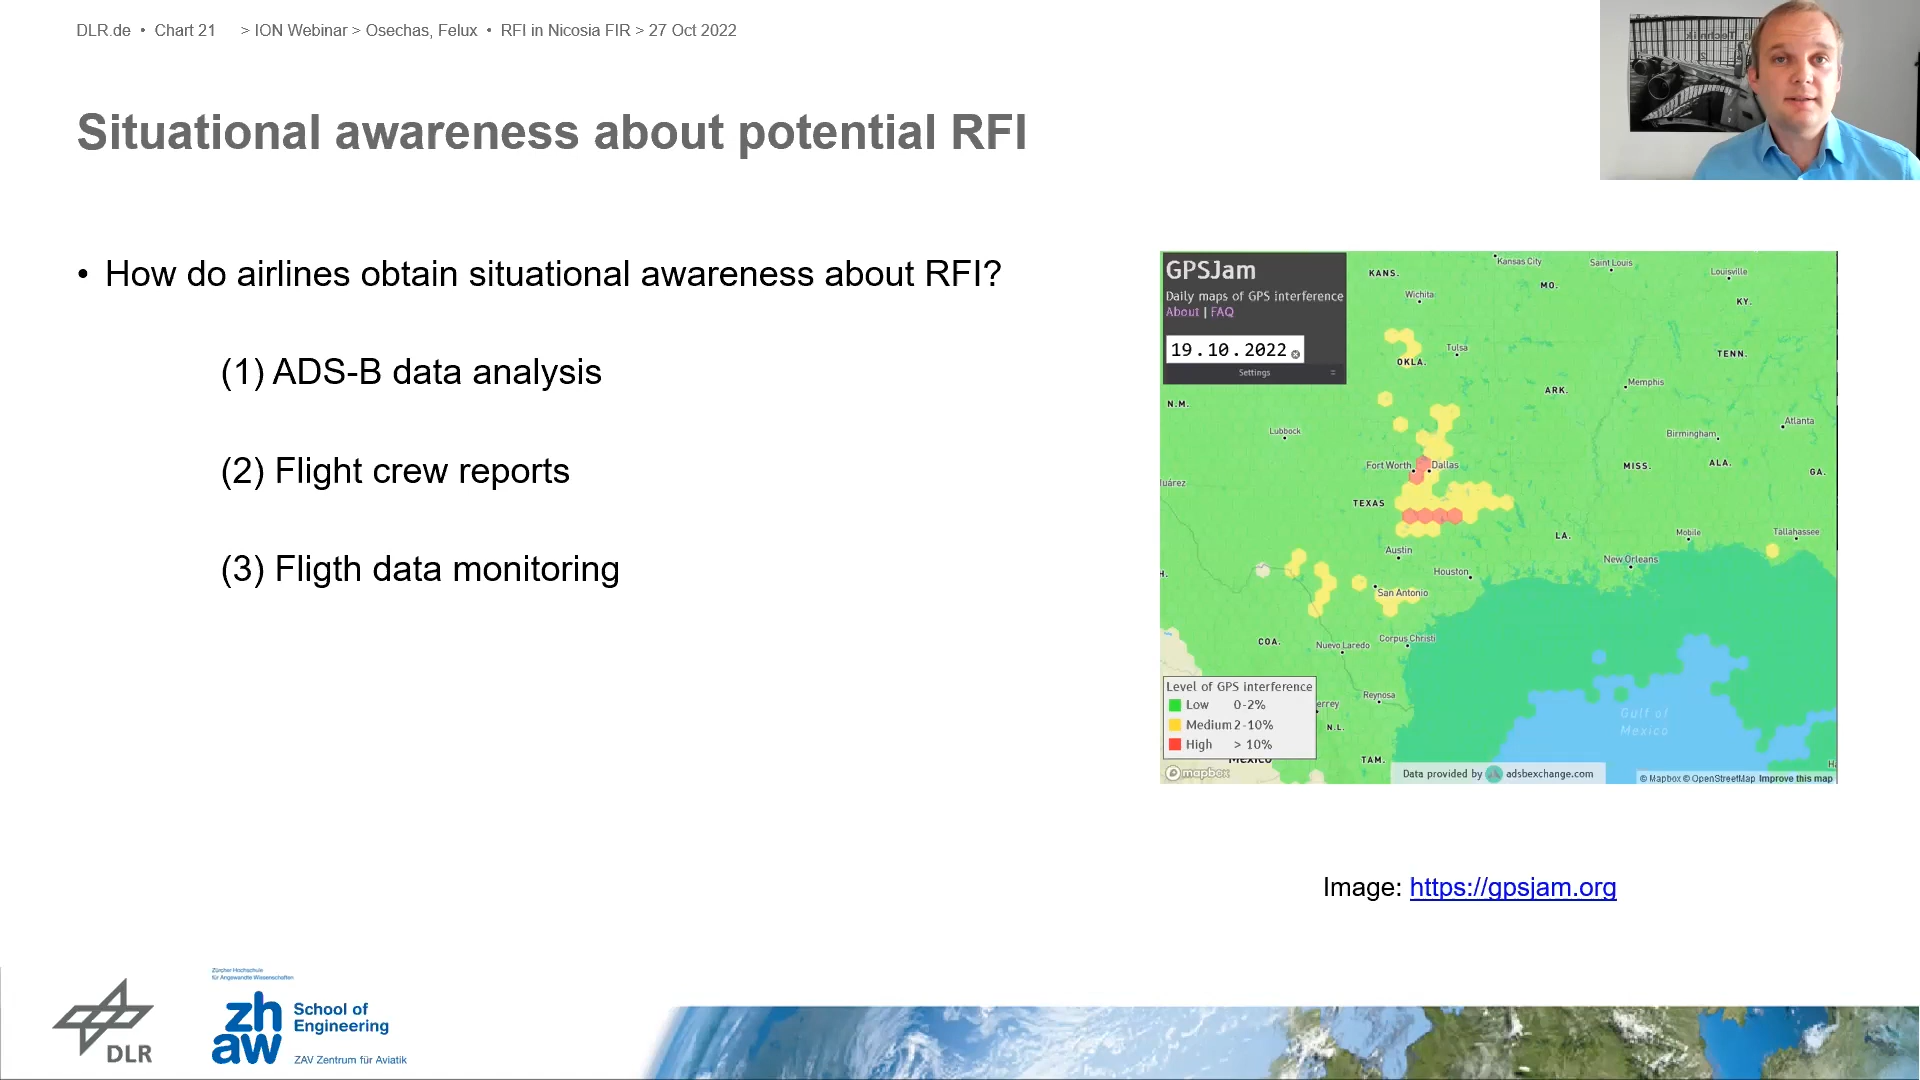 DLR.de • Chart 21 > ION Webinar > Osechas, Felux • RFI in Nicosia FIR > 27 Oct 2022
Situational awareness about potential RFI
• How do airlines obtain situational awareness about RFI?
(1) ADS-B data analysis
(2) Flight crew reports
(3) Fligth data monitoring
GPSJam
Daily maps of GPS interference
About | FAQ
19.10.2022
Settings
KANS.
Kansas City
MO.
Saint Louis
Louisville
KY.
Wichita
Tulsa
OKLA.
TENN.
ARK.
Memphis
N.M.
Lubbock
Birmingham
Atlanta
Fort Worth
Dallas
MISS.
ALA.
GA.
uárez
TEXAS
LA.
Mobile
Tallahassee
Austin
New Orleans
Houston
San Antonio
COA.
Nuevo Laredo
Corpus Christi
Reynosa
errey
N.L.
Gulf of
Mexico
TAM.
Level of GPS interference
Low 0-2%
Medium 2-10%
High > 10%
Mexico
mapbox
Data provided by adsbexchange.com
© Mapbox © OpenStreetMap Improve this map
Image: https://gpsjam.org
DLR
Zürcher Hochschule
für Angewandte Wissenschaften
zh
aw
School of
Engineering
ZAV Zentrum für Aviatik